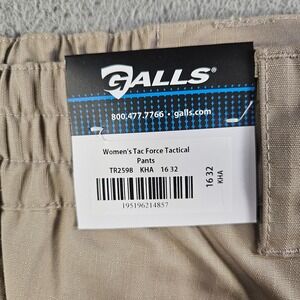 GALLS®
800.477.7766 • galls.com
Women's Tac Force Tactical
Pants
TR2598 KHA 16 32
195196214857
16 32
KHA